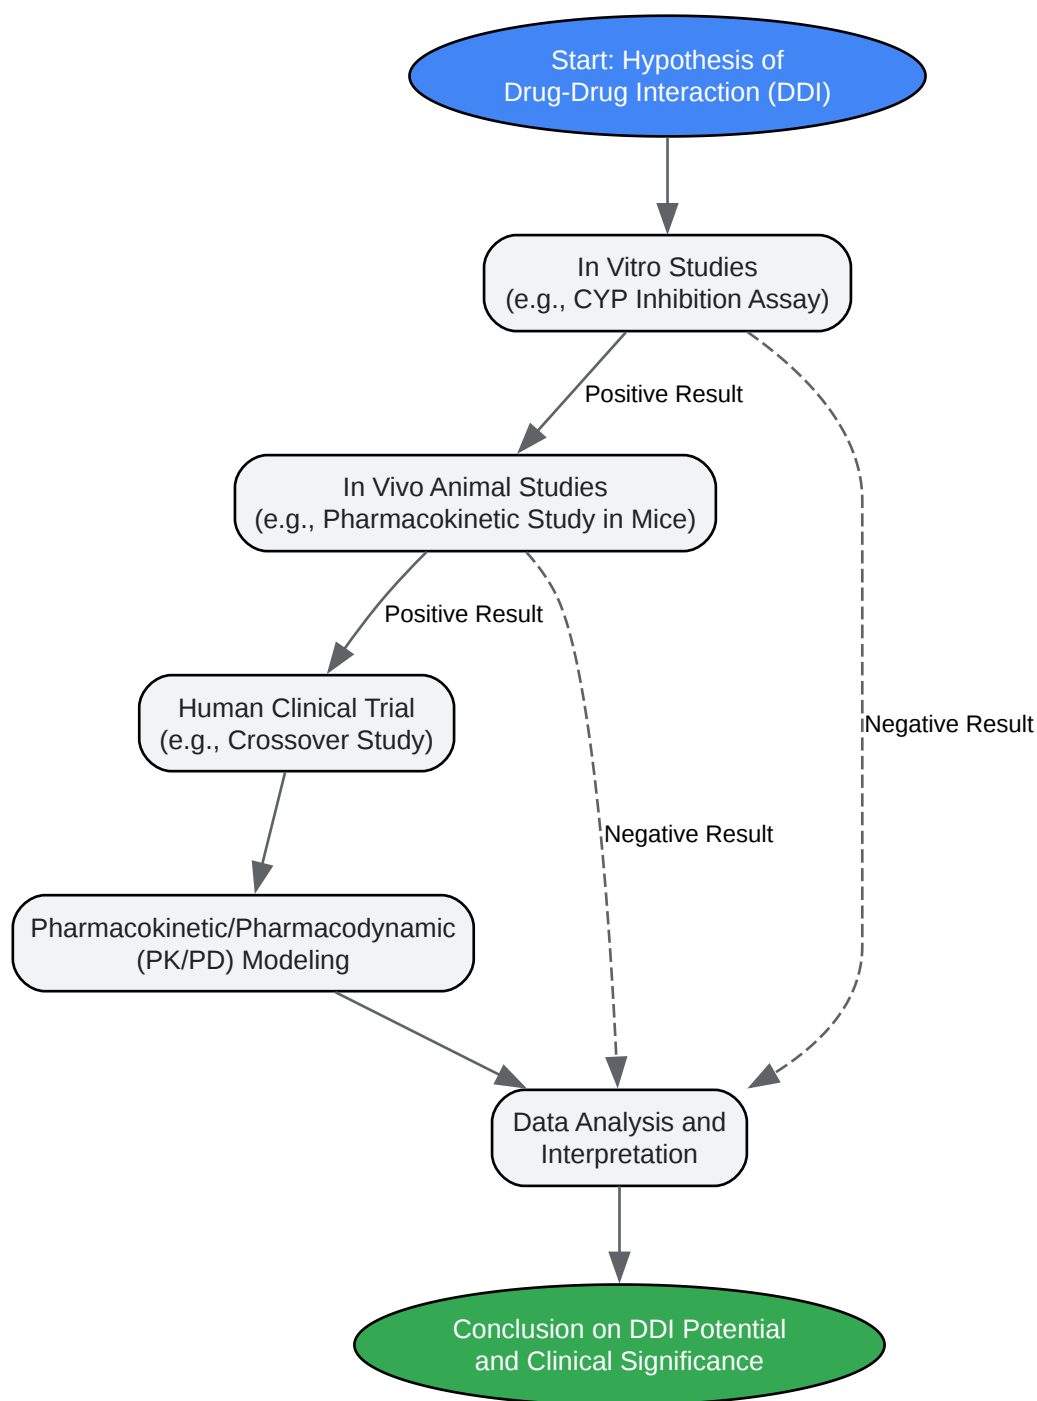 Start: Hypothesis of
Drug-Drug Interaction (DDI)
In Vitro Studies
(e.g., CYP Inhibition Assay)
Positive Result
In Vivo Animal Studies
(e.g., Pharmacokinetic Study in Mice)
Positive Result
Human Clinical Trial
(e.g., Crossover Study)
Negative Result
Negative Result
Pharmacokinetic/Pharmacodynamic
(PK/PD) Modeling
Data Analysis and
Interpretation
Conclusion on DDI Potential
and Clinical Significance